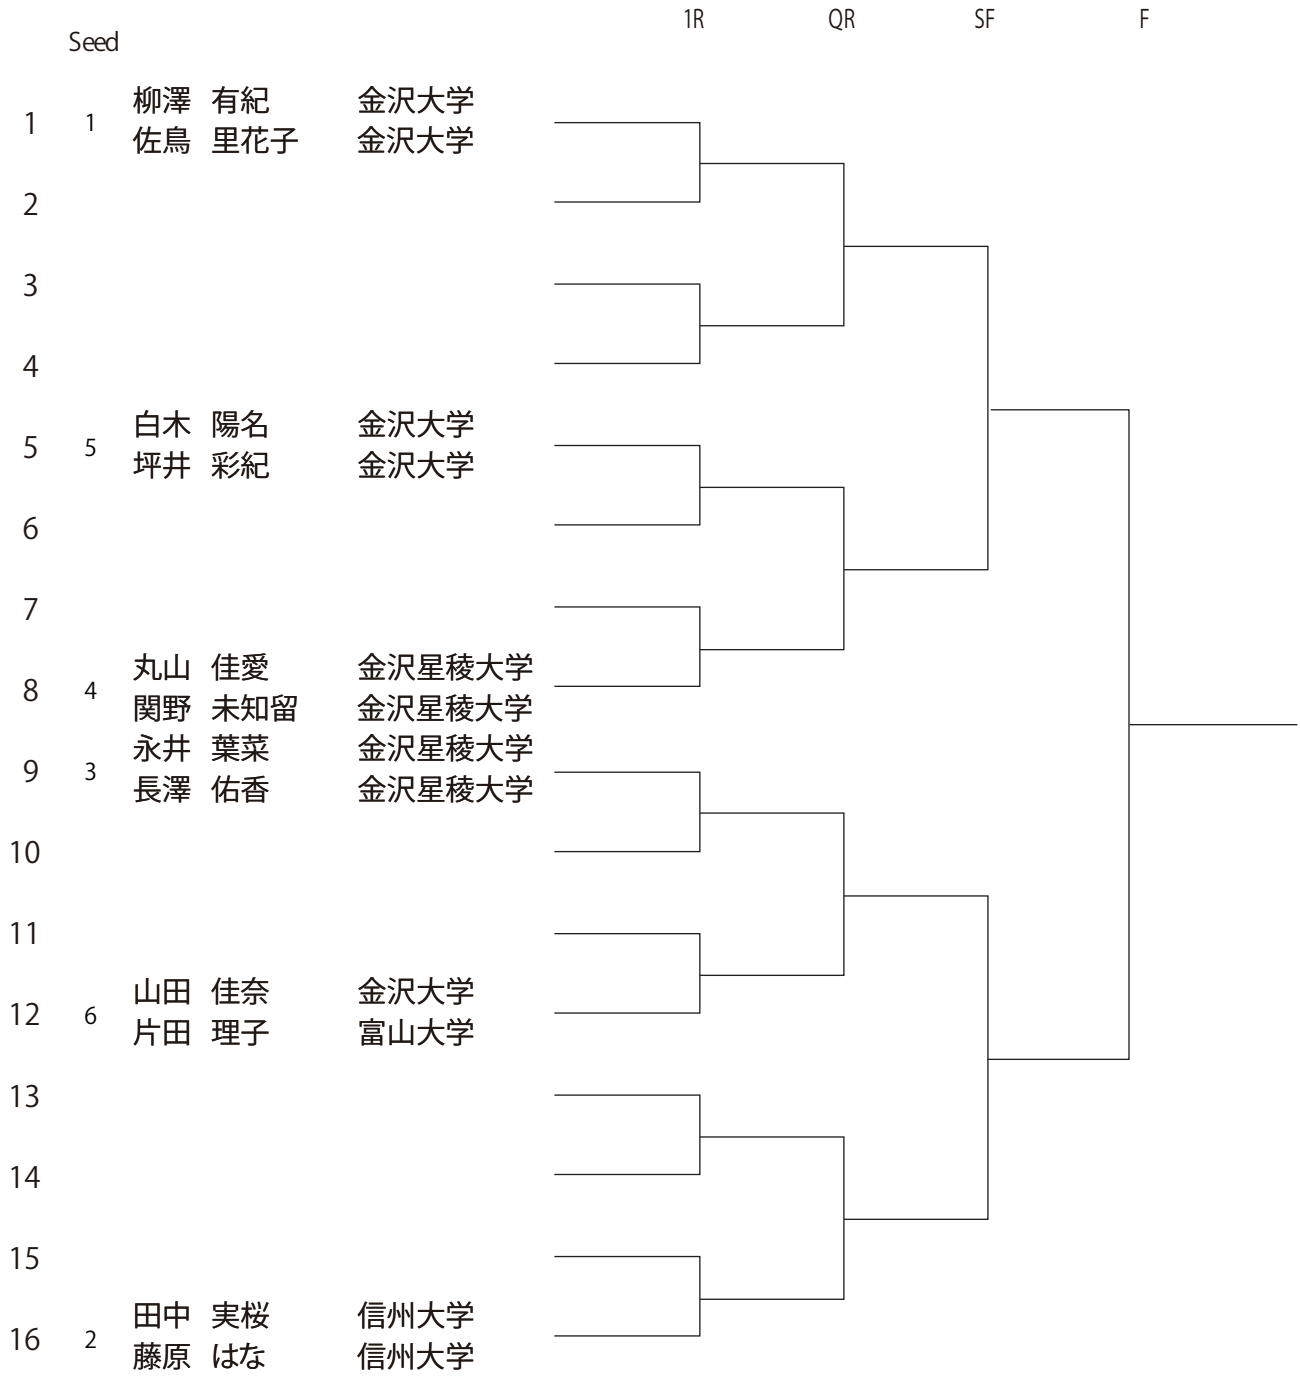 1R QR SF F
Seed
柳澤 有紀 金沢大学
1 1
佐鳥 里花子 金沢大学
2
3
4
白木 陽名 金沢大学
5 5
坪井 彩紀 金沢大学
6
7
丸山 佳愛 金沢星稜大学
8 4
関野 未知留 金沢星稜大学
永井 葉菜 金沢星稜大学
9 3
長澤 佑香 金沢星稜大学
10
11
山田 佳奈 金沢大学
12 6
片田 理子 富山大学
13
14
15
田中 実桜 信州大学
16 2
藤原 はな 信州大学